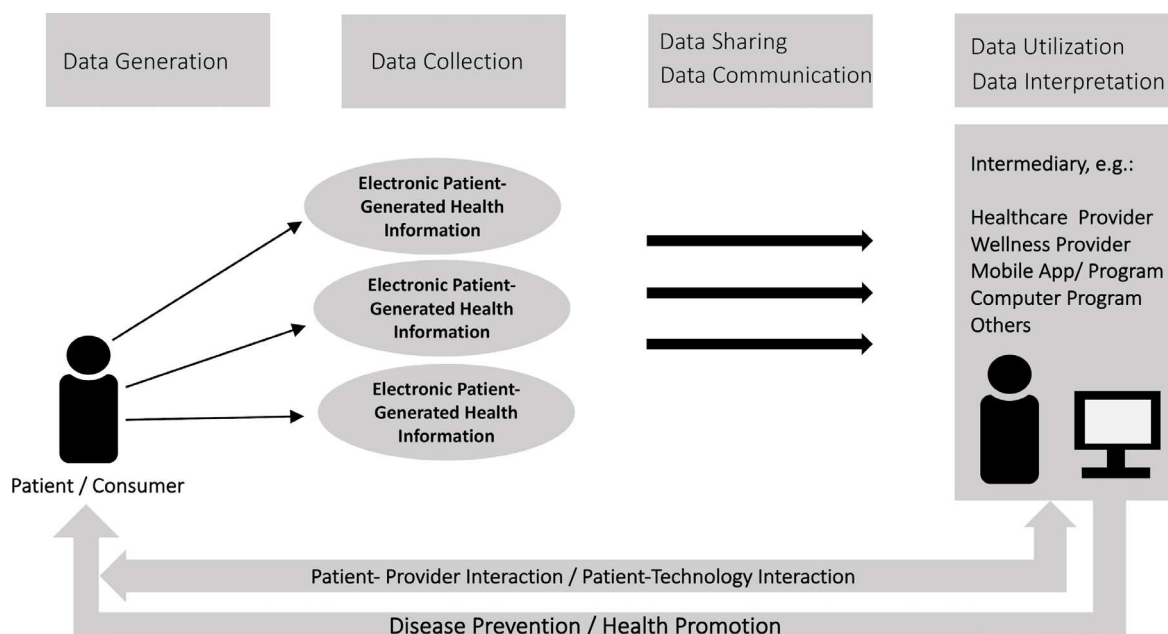 Data Generation
Data Collection
Data Sharing
Data Communication
Data Utilization
Data Interpretation
Electronic Patient-
Generated Health
Information
Electronic Patient-
Generated Health
Information
Electronic Patient-
Generated Health
Information
Patient / Consumer
Intermediary, e.g.:
Healthcare Provider
Wellness Provider
Mobile App/ Program
Computer Program
Others
Patient- Provider Interaction / Patient-Technology Interaction
Disease Prevention / Health Promotion